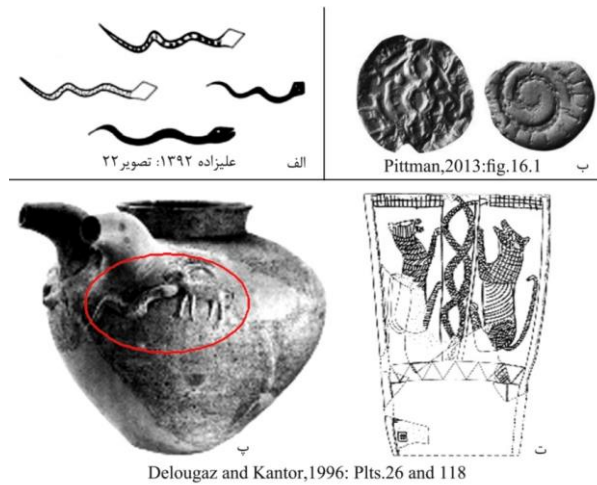 علیزاده ۱۳۹۲: تصویر۲۲
الف
Pittman,2013:fig.16.1
ب
پ
ت
Delougaz and Kantor,1996: Plts.26 and 118